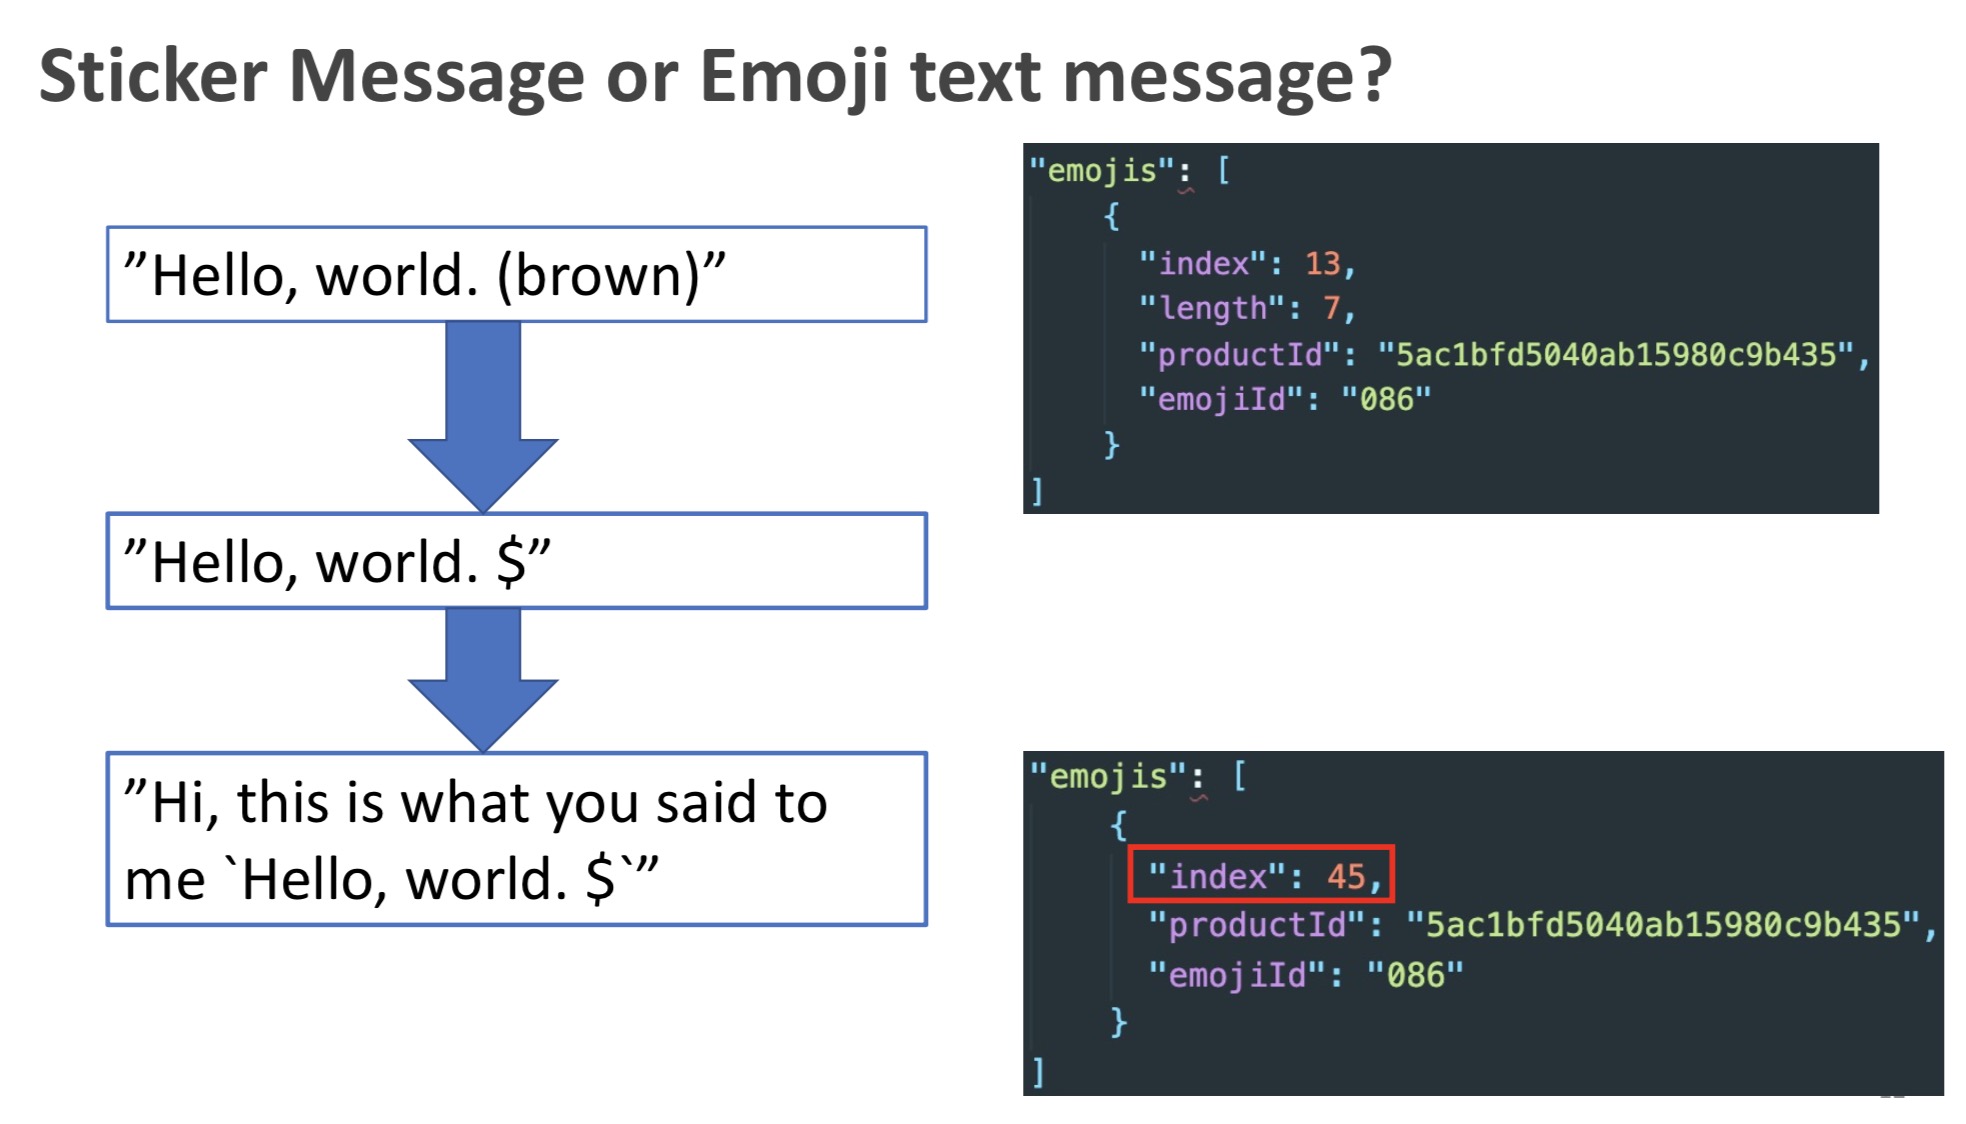 Sticker Message or Emoji text message?
”Hello, world. (brown)”
”Hello, world. $”
”Hi, this is what you said to
me `Hello, world. $`”
"emojis": [
{
"index": 13,
"length": 7,
"productId": "5ac1bfd5040ab15980c9b435",
"emojiId": "086"
}
]
"emojis": [
{
"index": 45,
"productId": "5ac1bfd5040ab15980c9b435",
"emojiId": "086"
}
]